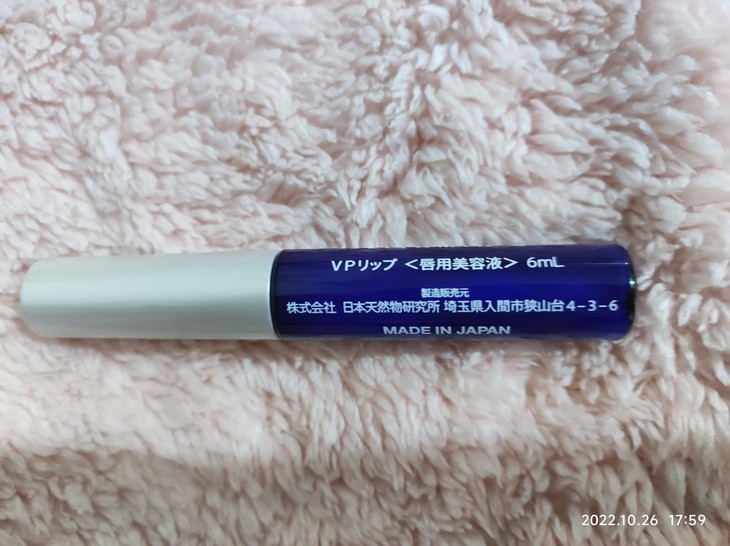 VPリップ <唇用美容液> 6mL
製造販売元
株式会社 日本天然物研究所 埼玉県入間市狭山台4-3-6
MADE IN JAPAN
2022.10.26 17:59